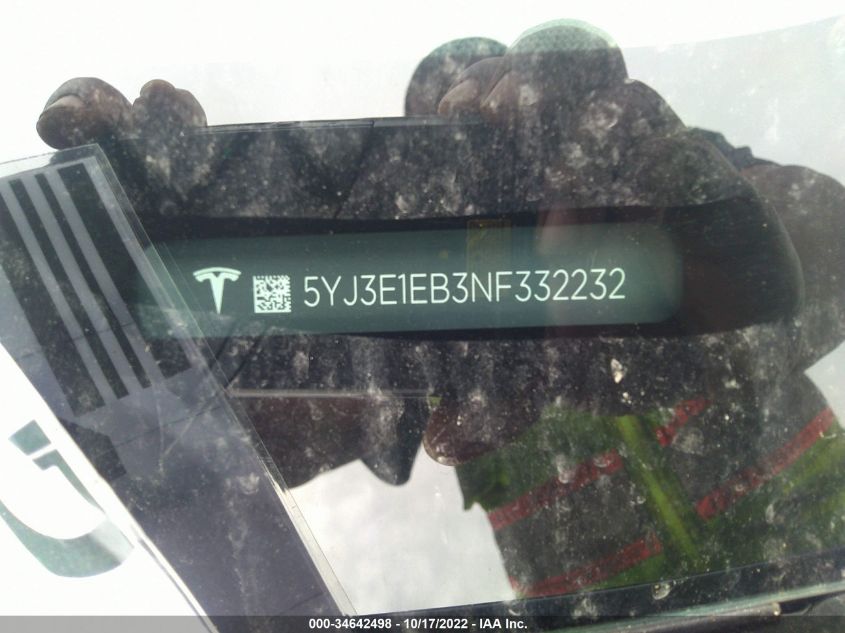 5YJ3E1EB3NF332232
000-34642498 - 10/17/2022 - IAA Inc.